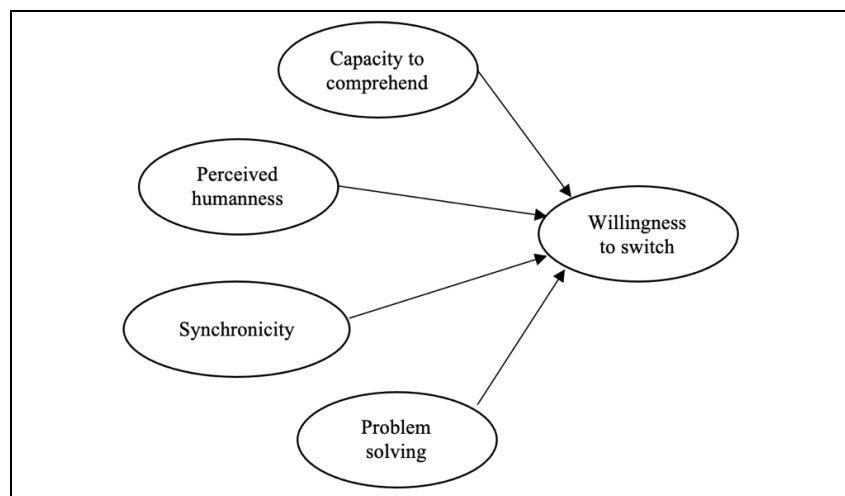 Capacity to
comprehend
Perceived
humanness
Willingness
to switch
Synchronicity
Problem
solving